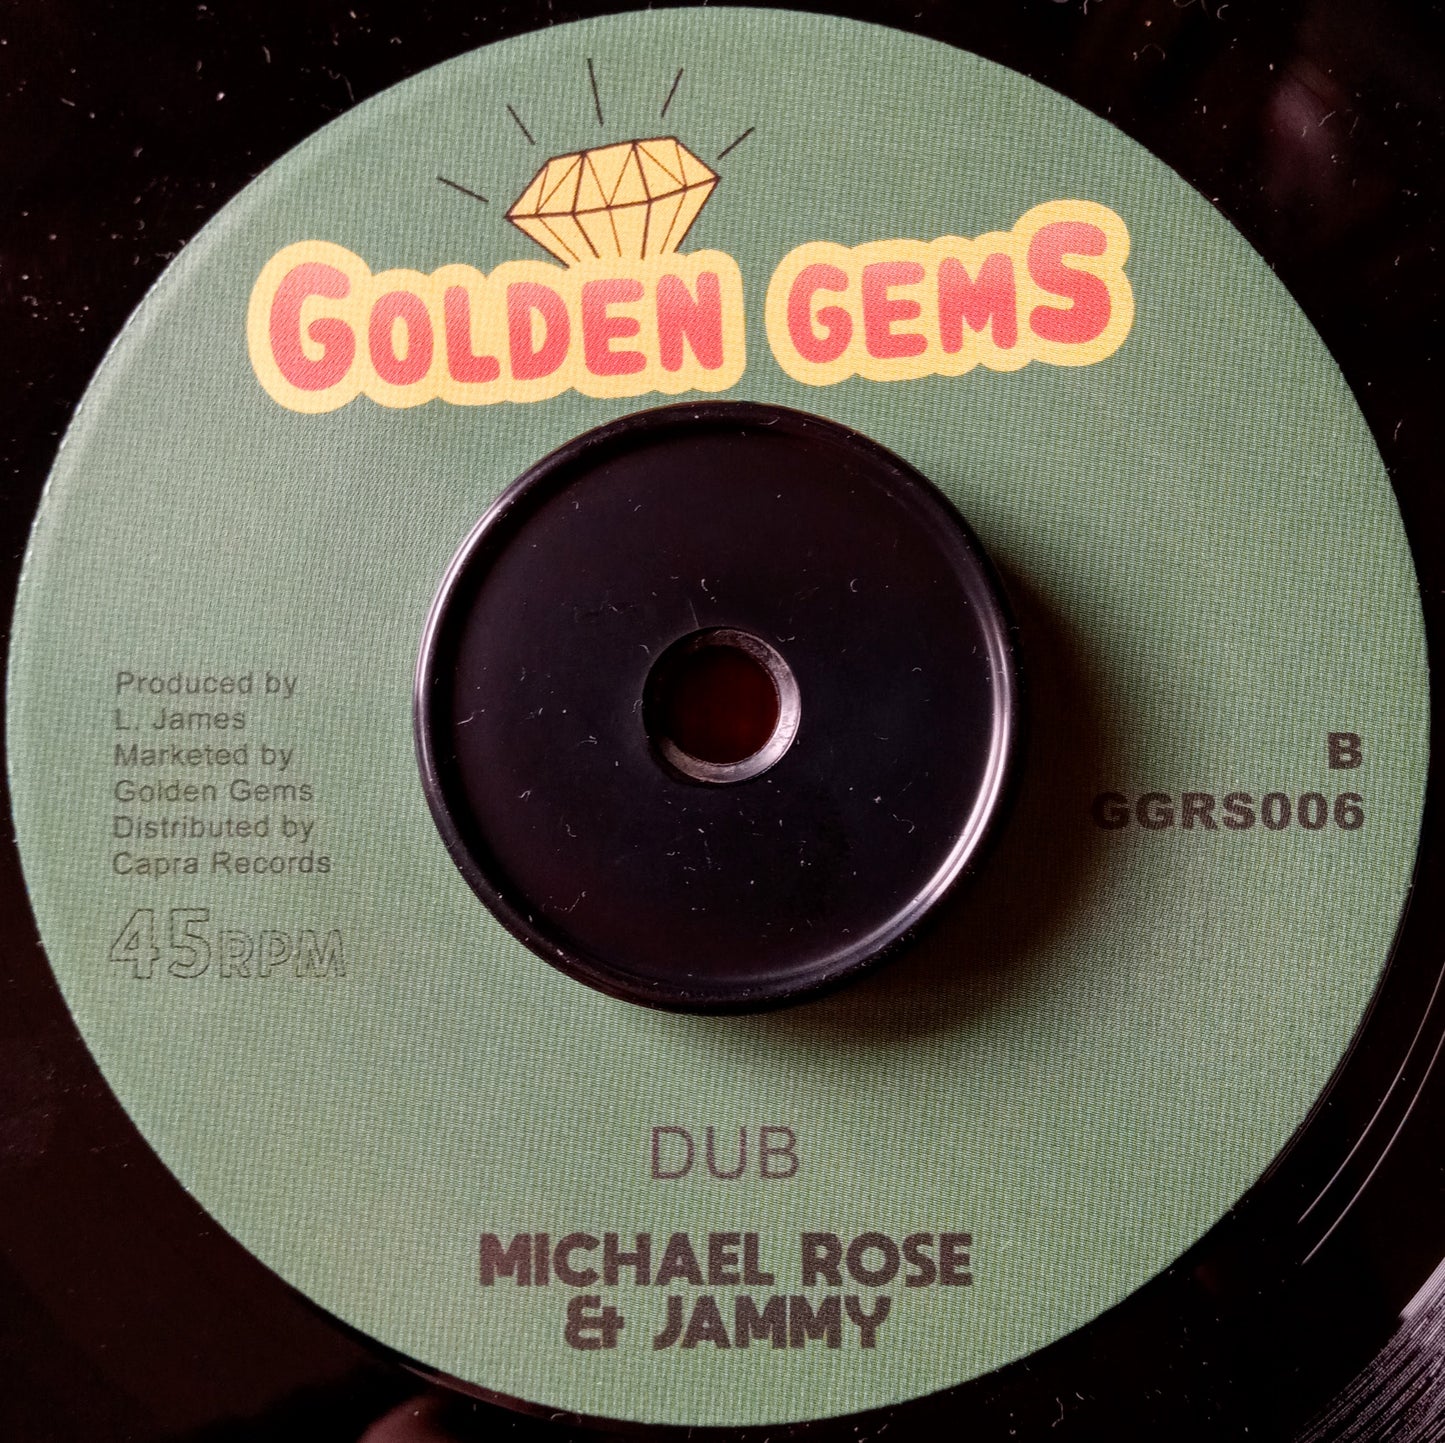 GOLDEN GEMS
Produced by
L. James
Marketed by
Golden Gems
Distributed by
Capra Records
45RPM
B
GGRS006
DUB
MICHAEL ROSE
& JAMMY